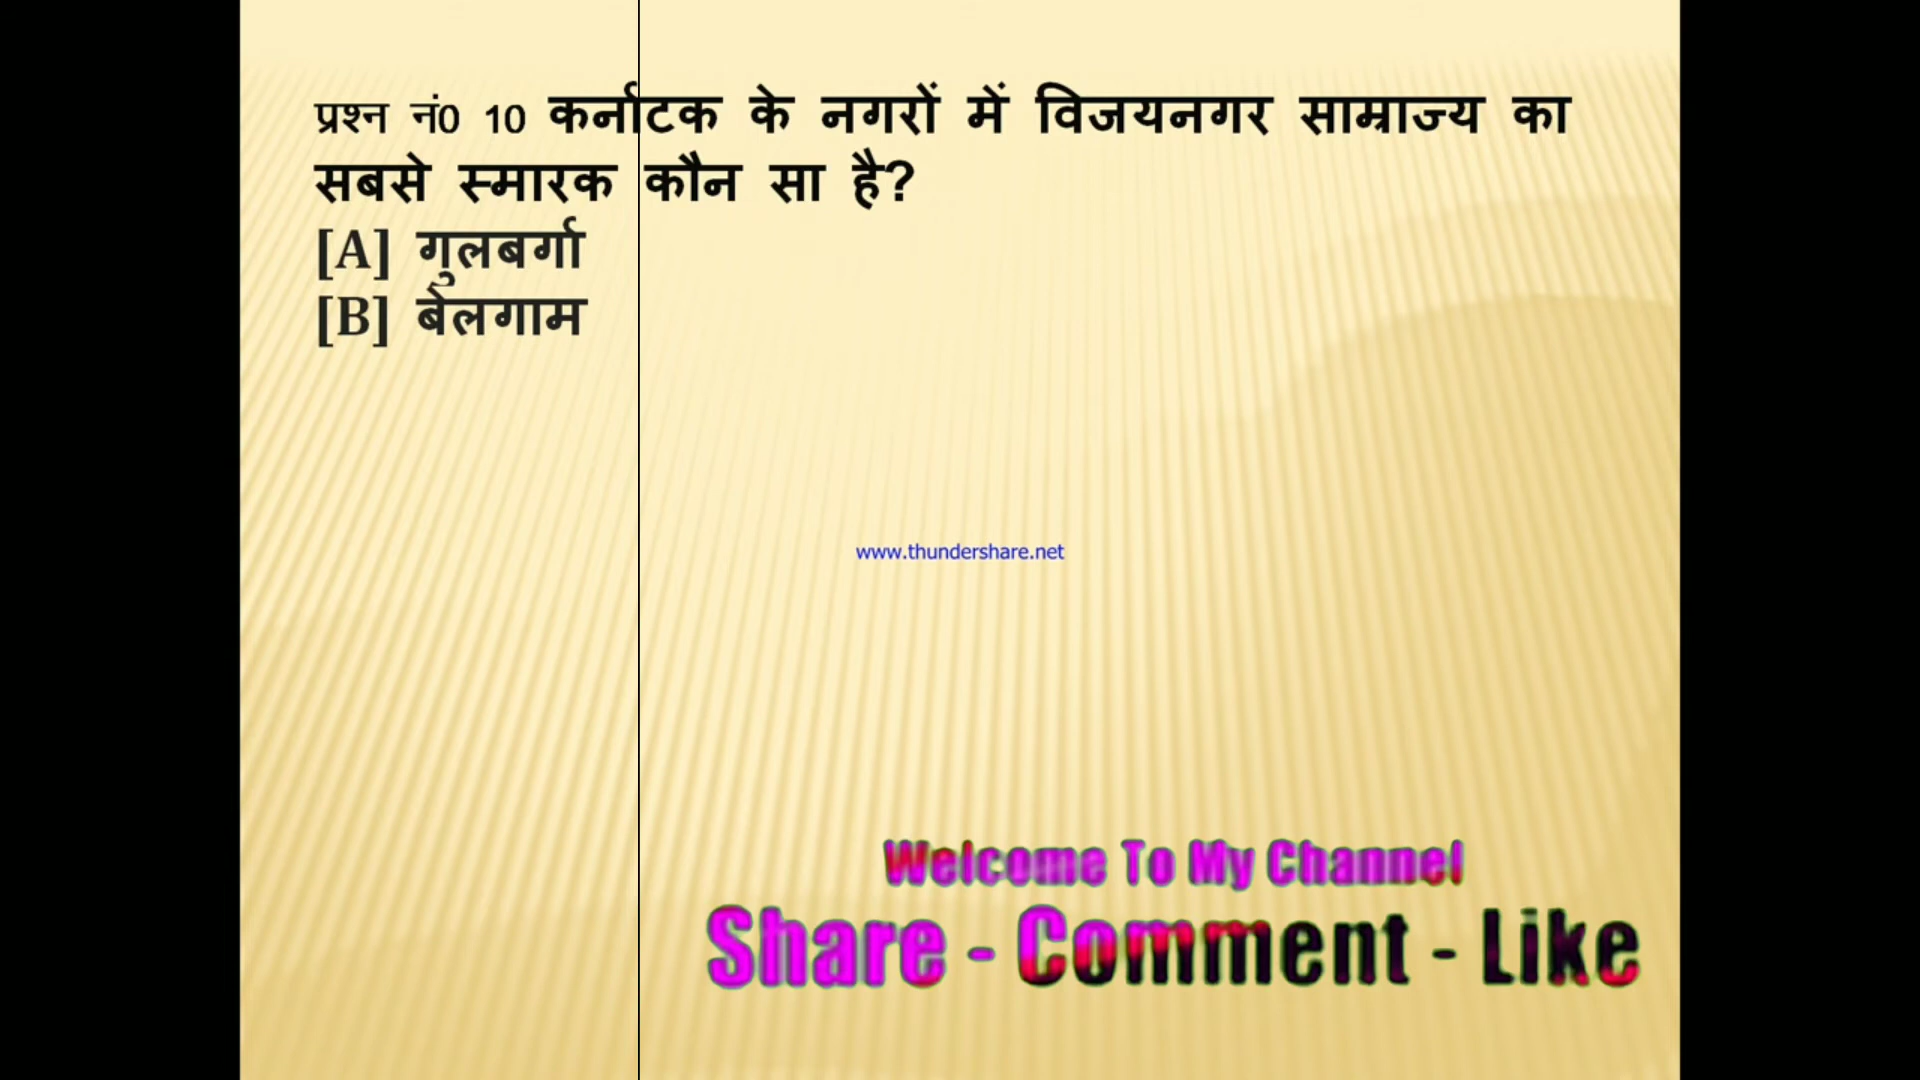 प्रश्न नं0 10 कर्नाटक के नगरों में विजयनगर साम्राज्य का
सबसे स्मारक कौन सा है?
[A] गुलबर्गा
[B] बेलगाम
www.thundershare.net
Welcome To My Channel
Share - Comment - Like